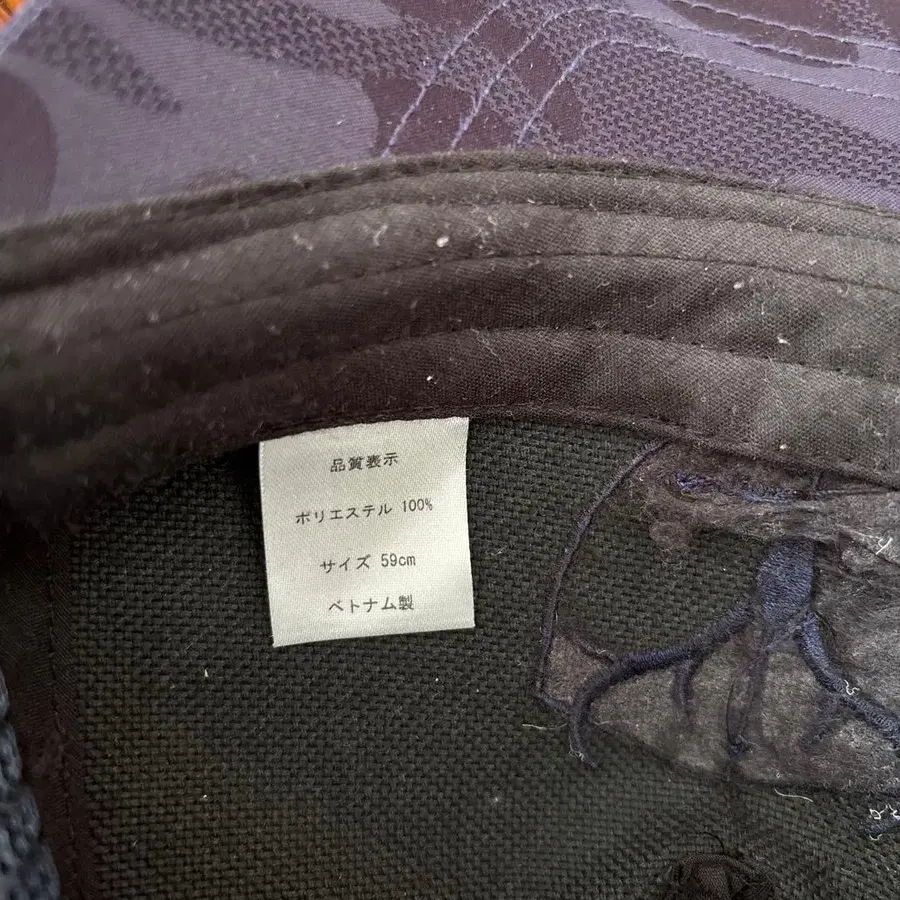 品質表示
ポリエステル 100%
サイズ 59cm
ベトナム製